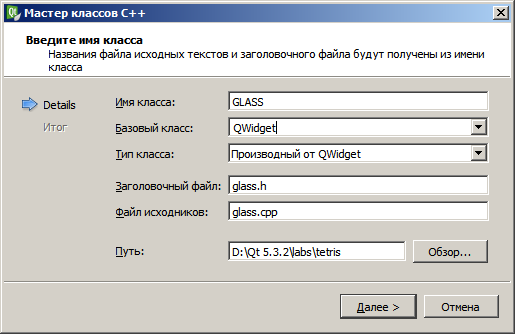 Qt Мастер классов C++
Введите имя класса
Названия файла исходных текстов и заголовочного файла будут получены из имени
класса
Details
Итог
Имя класса: GLASS
Базовый класс: QWidget
Тип класса: Производный от QWidget
Заголовочный файл: glass.h
Файл исходников: glass.cpp
Путь: D:\Qt 5.3.2\labs\tetris Обзор...
Далее > Отмена